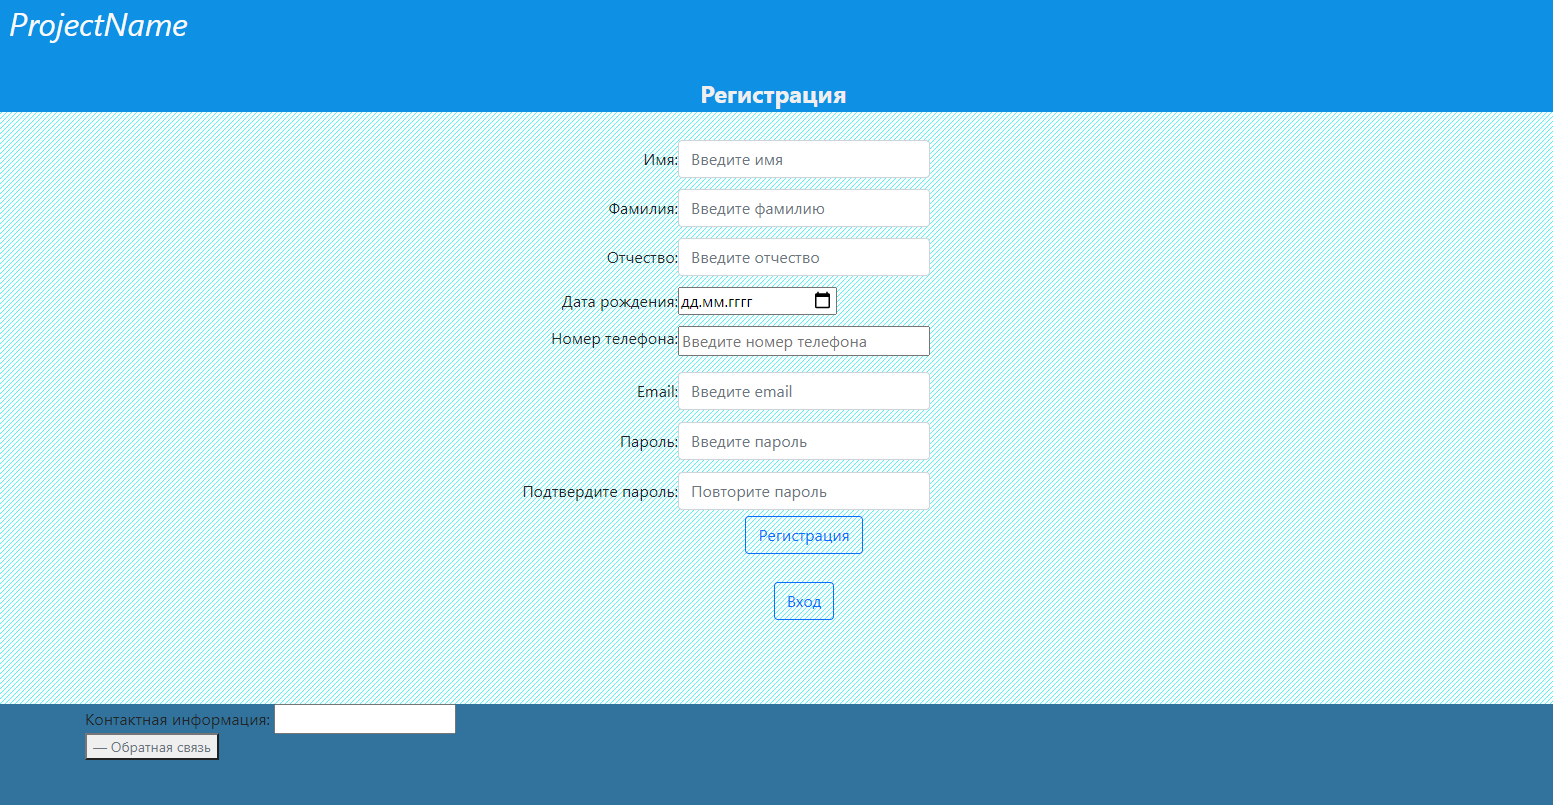 ProjectName
Регистрация
Имя: Введите имя
Фамилия: Введите фамилию
Отчество: Введите отчество
Дата рождения: дд.мм.гггг
Номер телефона: Введите номер телефона
Email: Введите email
Пароль: Введите пароль
Подтвердите пароль: Повторите пароль
Регистрация
Вход
Контактная информация:
— Обратная связь